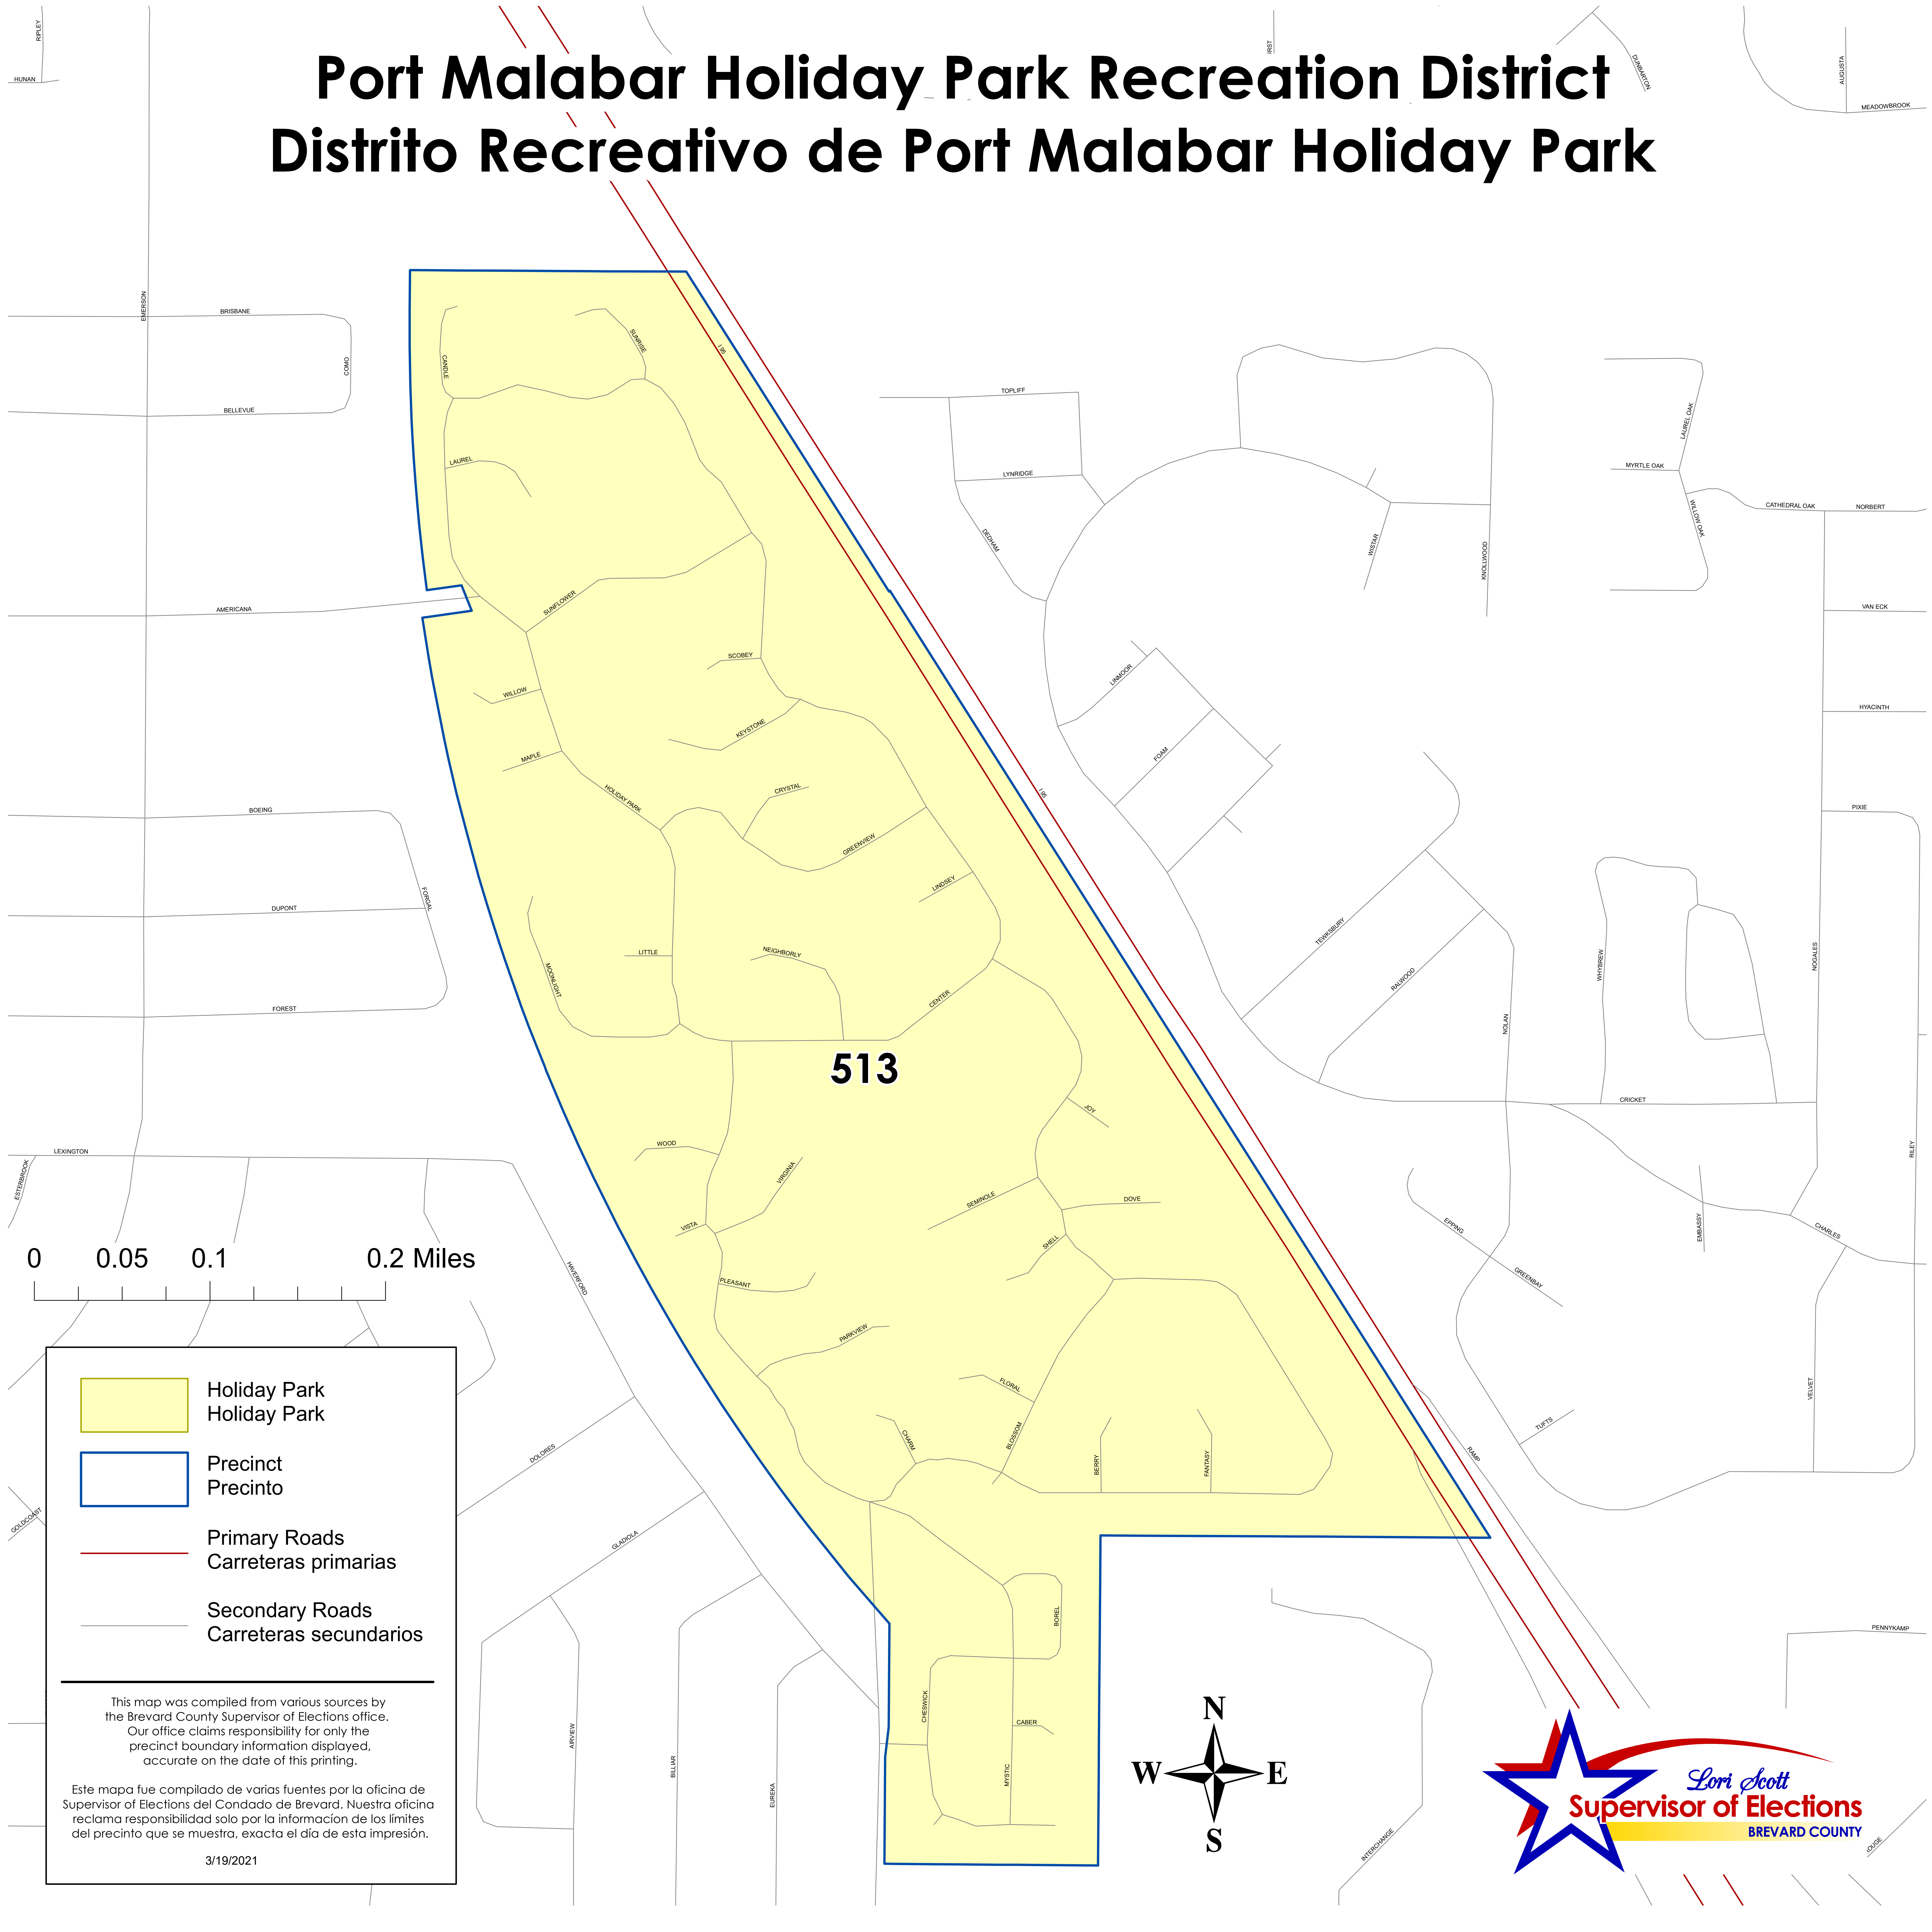 Port Malabar Holiday Park Recreation District
Distrito Recreativo de Port Malabar Holiday Park
RIPLEY
HUNAN
IRST
DUNBARTON
AUGUSTA
MEADOWBROOK
EMERSON
BRISBANE
COMO
BELLEVUE
CANDLE
SUNRISE
I 95
LAUREL
TOPLIFF
LYNRIDGE
DEDHAM
WISTAR
KNOLLWOOD
LAUREL OAK
MYRTLE OAK
WILLOW OAK
CATHEDRAL OAK
NORBERT
AMERICANA
SUNFLOWER
VAN ECK
SCOBEY
WILLOW
KEYSTONE
MAPLE
LINMOOR
FOAM
HYACINTH
HOLIDAY PARK
CRYSTAL
I 95
BOEING
PIXIE
GREENVIEW
LINDSEY
FORGAL
DUPONT
TEWKSBURY
RALWOOD
WHYBREW
NOGALES
LITTLE
NEIGHBORLY
MOONLIGHT
CENTER
FOREST
NOLAN
513
JOY
CRICKET
RILEY
LEXINGTON
ESTERBROOK
WOOD
VIRGINIA
SEMINOLE
DOVE
VISTA
SHELL
EPPING
EMBASSY
CHARLES
GREENBAY
0 0.05 0.1 0.2 Miles
HAVERFORD
PLEASANT
PARKVIEW
FLORAL
CHARM
BLOSSOM
BERRY
FANTASY
RAMP
TUFTS
VELVET
DOLORES
GOLDCOAST
GLADIOLA
BOREL
CHESWICK
CABER
MYSTIC
AIRVIEW
BILLIAR
EUREKA
INTERCHANGE
PENNYKAMP
OUGE
Holiday Park
Holiday Park
Precinct
Precinto
Primary Roads
Carreteras primarias
Secondary Roads
Carreteras secundarios
This map was compiled from various sources by
the Brevard County Supervisor of Elections office.
Our office claims responsibility for only the
precinct boundary information displayed,
accurate on the date of this printing.
Este mapa fue compilado de varias fuentes por la oficina de
Supervisor of Elections del Condado de Brevard. Nuestra oficina
reclama responsibilidad solo por la informacíon de los límites
del precinto que se muestra, exacta el día de esta impresión.
3/19/2021
N
W E
S
Lori Scott
Supervisor of Elections
BREVARD COUNTY